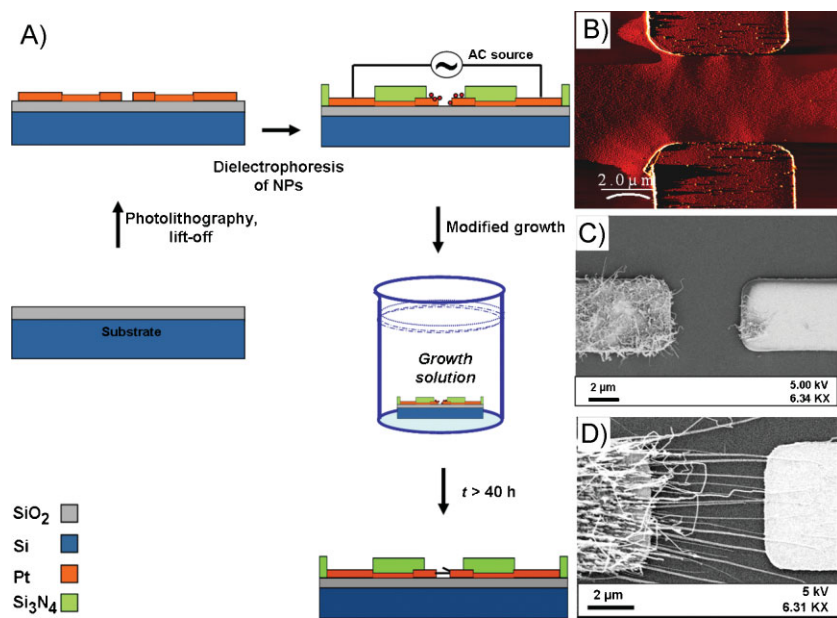 A)
AC source
Dielectrophoresis
of NPs
Photolithography,
lift-off
Modified growth
Substrate
Growth
solution
t > 40 h
SiO2
Si
Pt
Si3N4
B)
2.0 µm
C)
2 µm
5.00 kV
6.34 KX
D)
2 µm
5 kV
6.31 KX